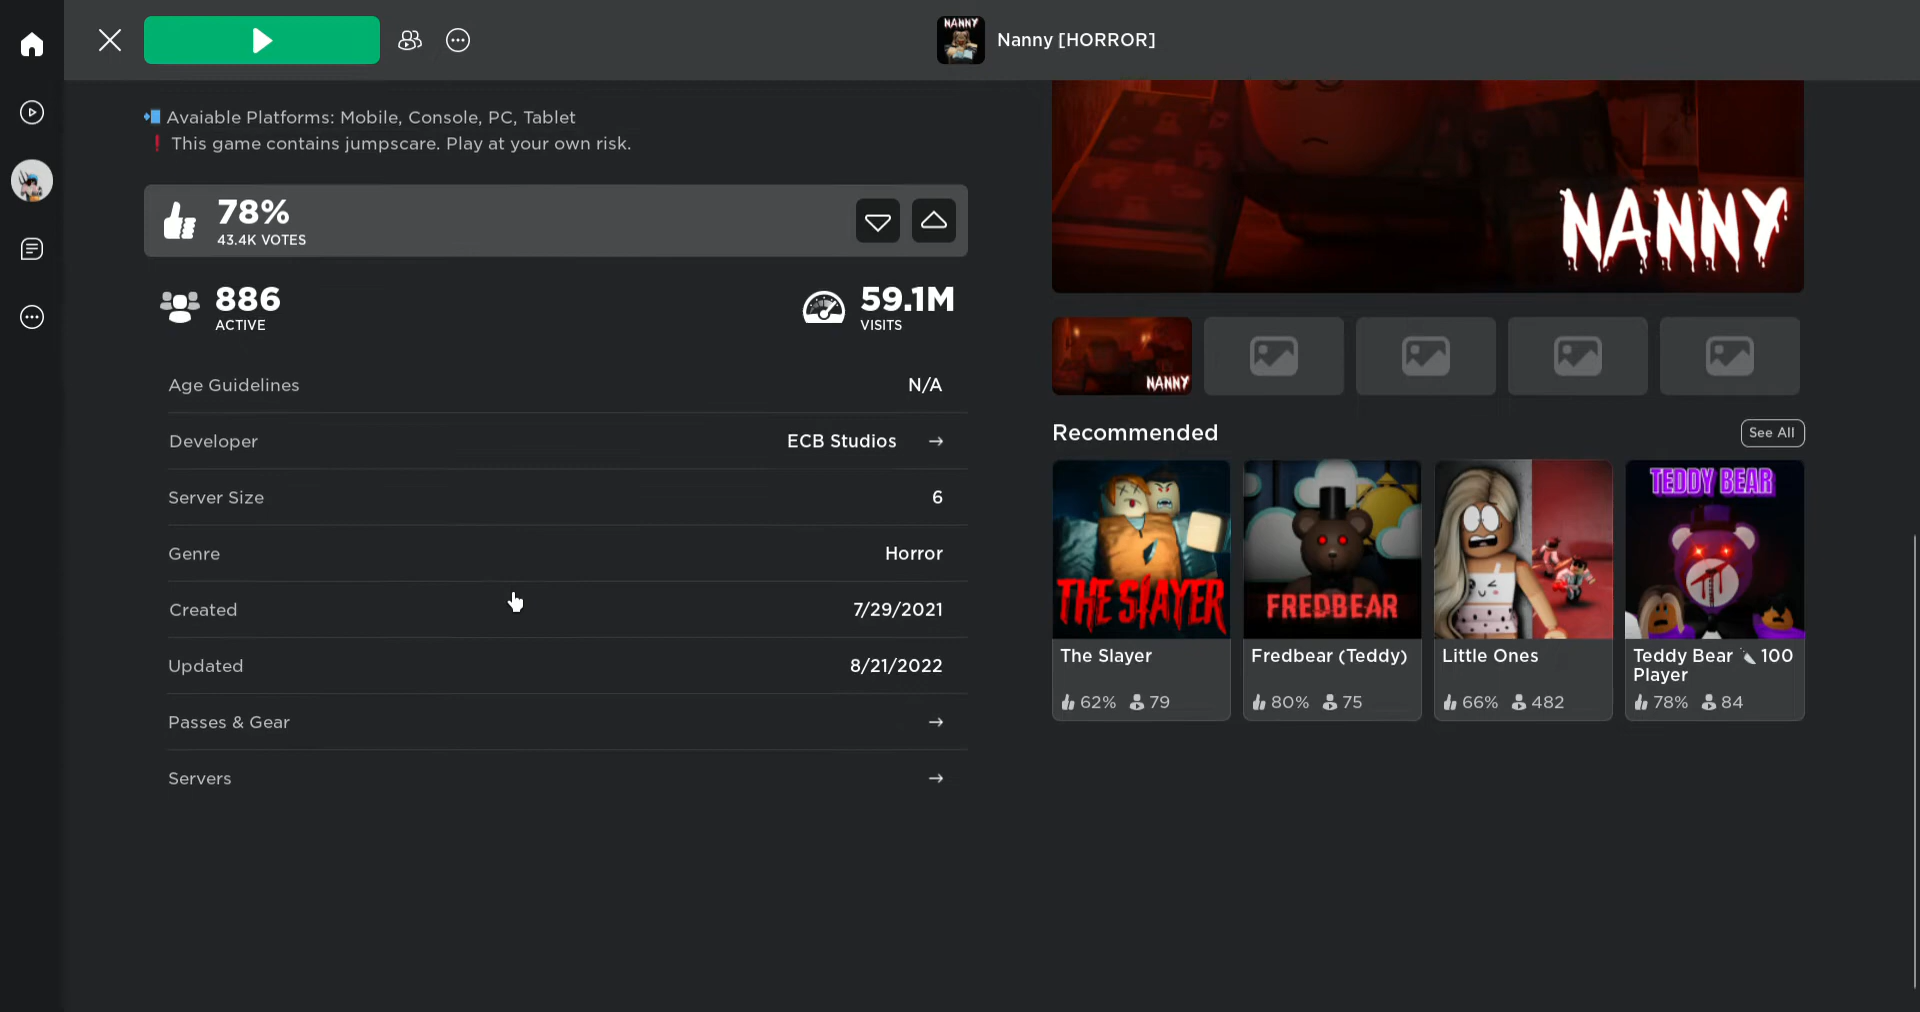 NANNY
Nanny [HORROR]
Avaiable Platforms: Mobile, Console, PC, Tablet
This game contains jumpscare. Play at your own risk.
78%
43.4K VOTES
886
ACTIVE
59.1M
VISITS
Age Guidelines N/A
Developer ECB Studios →
Server Size 6
Genre Horror
Created 7/29/2021
Updated 8/21/2022
Passes & Gear →
Servers →
NANNY
NANNY
Recommended
See All
THE SLAYER
FREDBEAR
TEDDY BEAR
The Slayer
62% 79
Fredbear (Teddy)
80% 75
Little Ones
66% 482
Teddy Bear 🔪 100
Player
78% 84